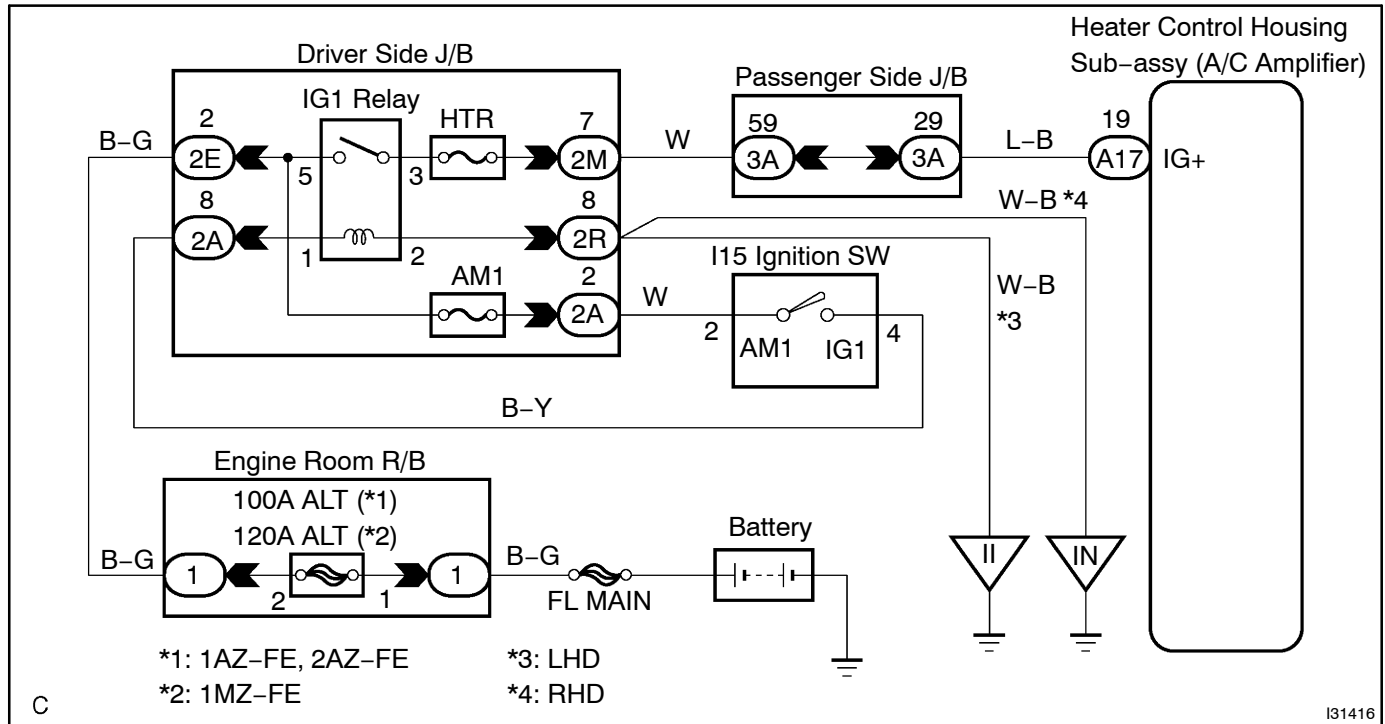 Heater Control Housing
Sub−assy (A/C Amplifier)
Driver Side J/B
Passenger Side J/B
IG1 Relay
HTR
2
7
59
29
19
B−G
2E
5
3
2M
W
3A
3A
L−B
A17
IG+
8
8
W−B *4
2A
1
2
2R
I15 Ignition SW
AM1
2
W−B
*3
2A
W
2
AM1
IG1
4
B−Y
Engine Room R/B
100A ALT (*1)
120A ALT (*2)
Battery
B−G
1
2
1
1
B−G
FL MAIN
II
IN
*1: 1AZ−FE, 2AZ−FE
*3: LHD
*2: 1MZ−FE
*4: RHD
C
I31416